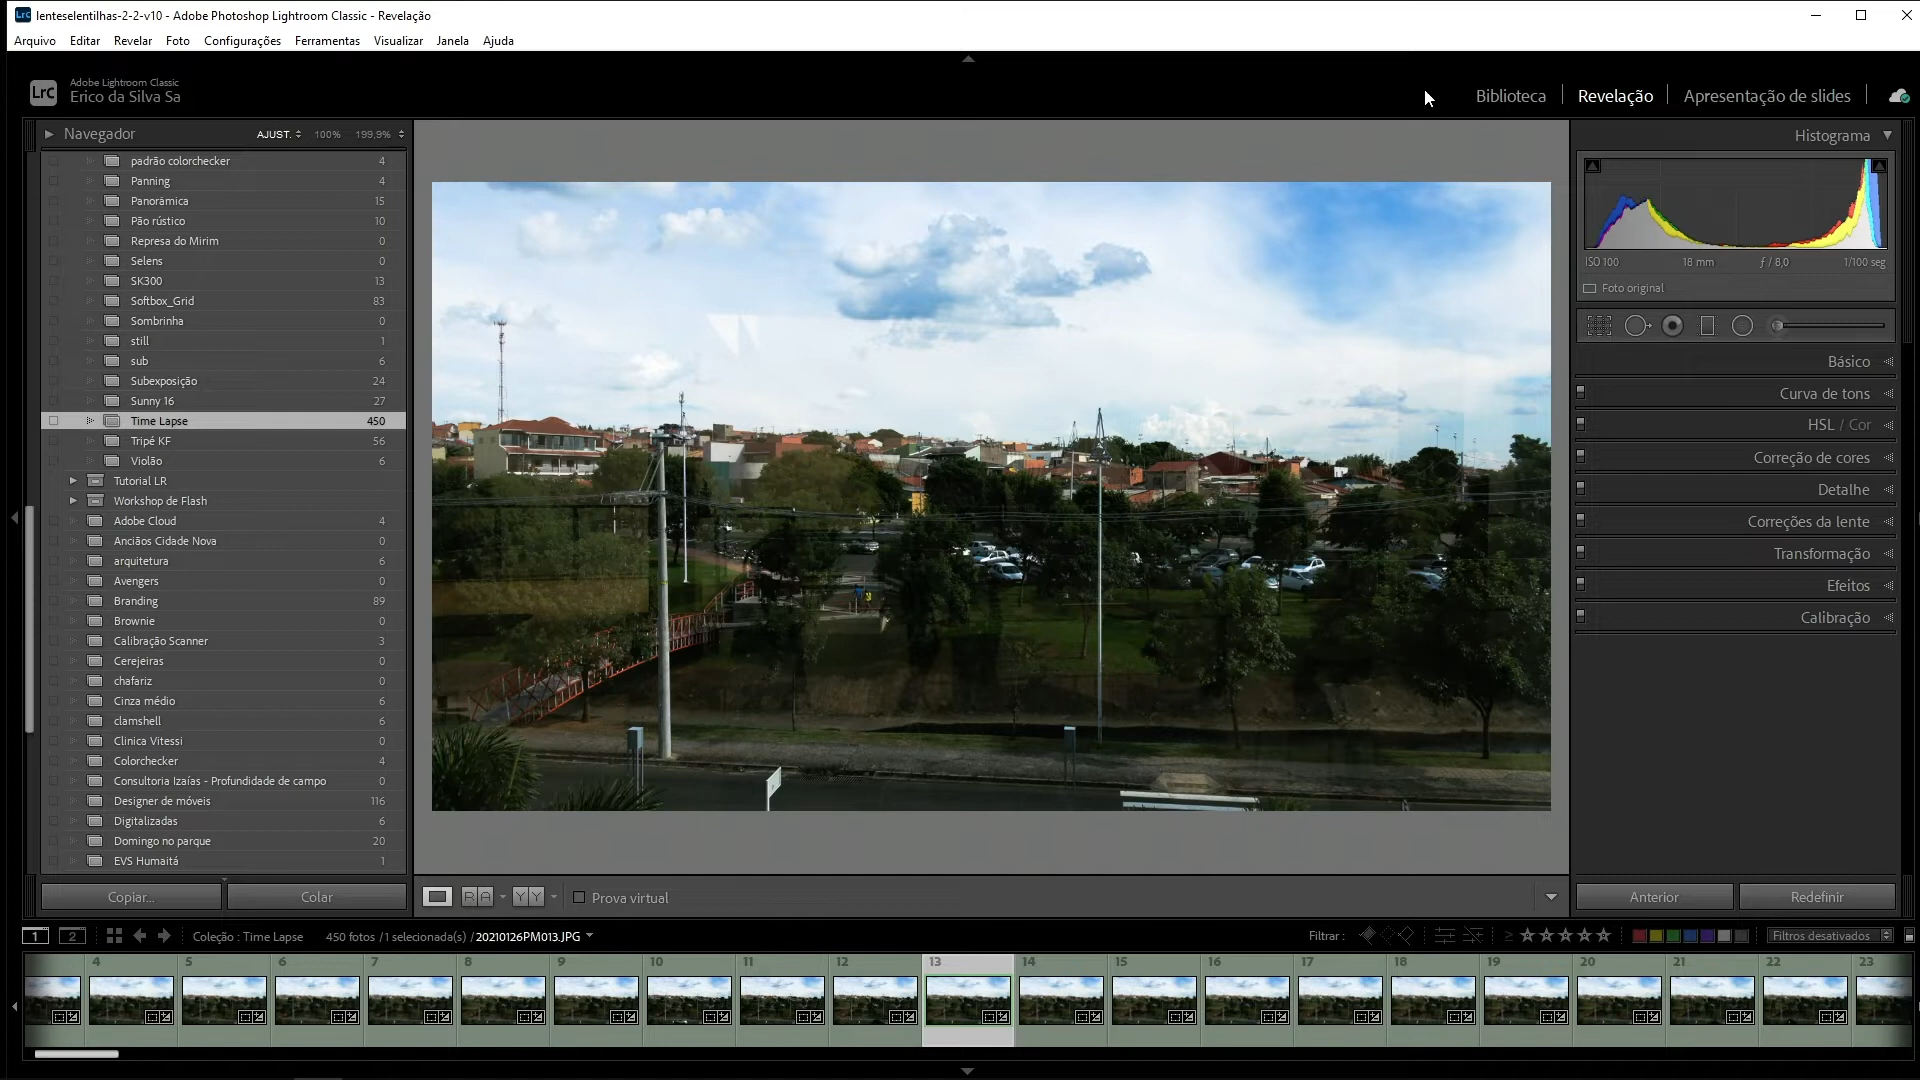 lenteselentilhas-2-2-v10 - Adobe Photoshop Lightroom Classic - Revelação
Arquivo Editar Revelar Foto Configurações Ferramentas Visualizar Janela Ajuda
LrC
Adobe Lightroom Classic
Erico da Silva Sa
Biblioteca Revelação Apresentação de slides
Navegador AJUST. 100% 199,9%
padrão colorchecker 4
Panning 4
Panorâmica 15
Pão rústico 10
Represa do Mirim 0
Selens 0
SK300 13
Softbox_Grid 83
Sombrinha 0
still 1
sub 6
Subexposição 24
Sunny 16 27
Time Lapse 450
Tripé KF 56
Violão 6
Tutorial LR
Workshop de Flash
Adobe Cloud 4
Anciãos Cidade Nova 0
arquitetura 6
Avengers 0
Branding 89
Brownie 0
Calibração Scanner 3
Cerejeiras 0
chafariz 0
Cinza médio 6
clamshell 6
Clinica Vitessi 0
Colorchecker 4
Consultoria Izaías - Profundidade de campo 0
Designer de móveis 116
Digitalizadas 6
Domingo no parque 20
EVS Humaitá 1
Copiar... Colar
Histograma
ISO 100 18 mm ƒ / 8,0 1/100 seg
Foto original
Básico
Curva de tons
HSL / Cor
Correção de cores
Detalhe
Correções da lente
Transformação
Efeitos
Calibração
R A Y Y Prova virtual
Anterior Redefinir
1 2 Coleção : Time Lapse 450 fotos /1 selecionada(s) /20210126PM013.JPG Filtrar : Filtros desativados
4 5 6 7 8 9 10 11 12 13 14 15 16 17 18 19 20 21 22 23